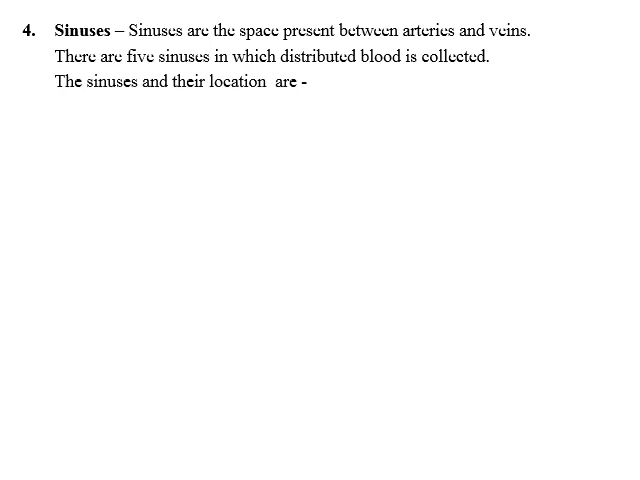 4. Sinuses – Sinuses are the space present between arteries and veins.
There are five sinuses in which distributed blood is collected.
The sinuses and their location are -